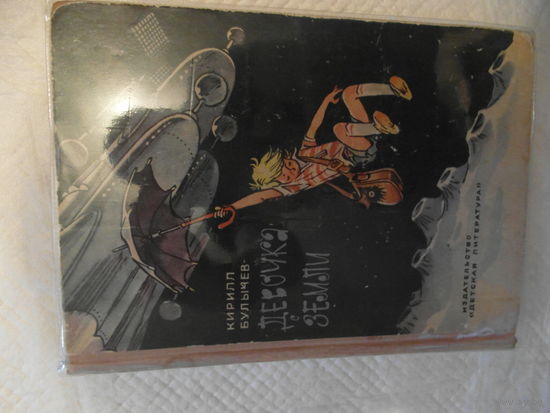 КИРИЛЛ
БУЛЫЧЕВ-
ДЕВОЧКА
С ЗЕМЛИ
ИЗДАТЕЛЬСТВО
«ДЕТСКАЯ ЛИТЕРАТУРА»